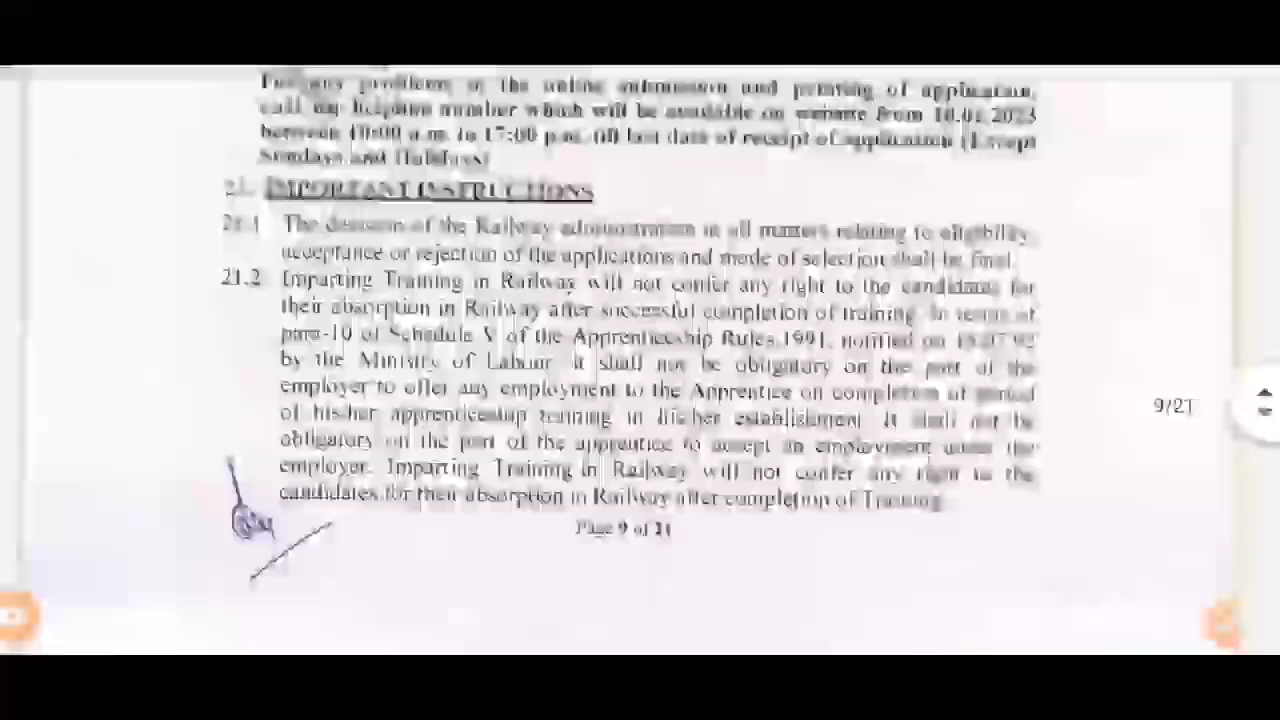 For any problem in the online submission and printing of application,
call the helpline number which will be available on website from 10.01.2023
between 10:00 a.m. to 17:00 p.m. till last date of receipt of application (Except
Sundays and Holidays)
21. IMPORTANT INSTRUCTIONS
21.1 The decision of the Railway administration in all matters relating to eligibility,
acceptance or rejection of the applications and mode of selection shall be final.
21.2 Imparting Training in Railway will not confer any right to the candidates for
their absorption in Railway after successful completion of training. In terms of
para-10 of Schedule V of the Apprenticeship Rules 1991, notified on
by the Ministry of Labour, it shall not be obligatory on the part of the
employer to offer any employment to the Apprentice on completion of period
of his/her apprenticeship training in his/her establishment. It shall not be
obligatory on the part of the apprentice to accept an employment under the
employer. Imparting Training in Railway will not confer any right to the
candidates for their absorption in Railway after completion of Training.
Page 9 of 21
9/21